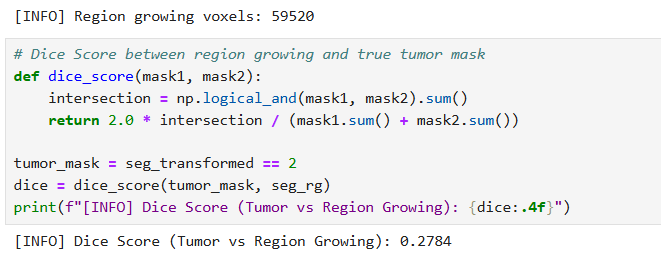 [INFO] Region growing voxels: 59520
# Dice Score between region growing and true tumor mask
def dice_score(mask1, mask2):
    intersection = np.logical_and(mask1, mask2).sum()
    return 2.0 * intersection / (mask1.sum() + mask2.sum())
tumor_mask = seg_transformed == 2
dice = dice_score(tumor_mask, seg_rg)
print(f"[INFO] Dice Score (Tumor vs Region Growing): {dice:.4f}")
[INFO] Dice Score (Tumor vs Region Growing): 0.2784